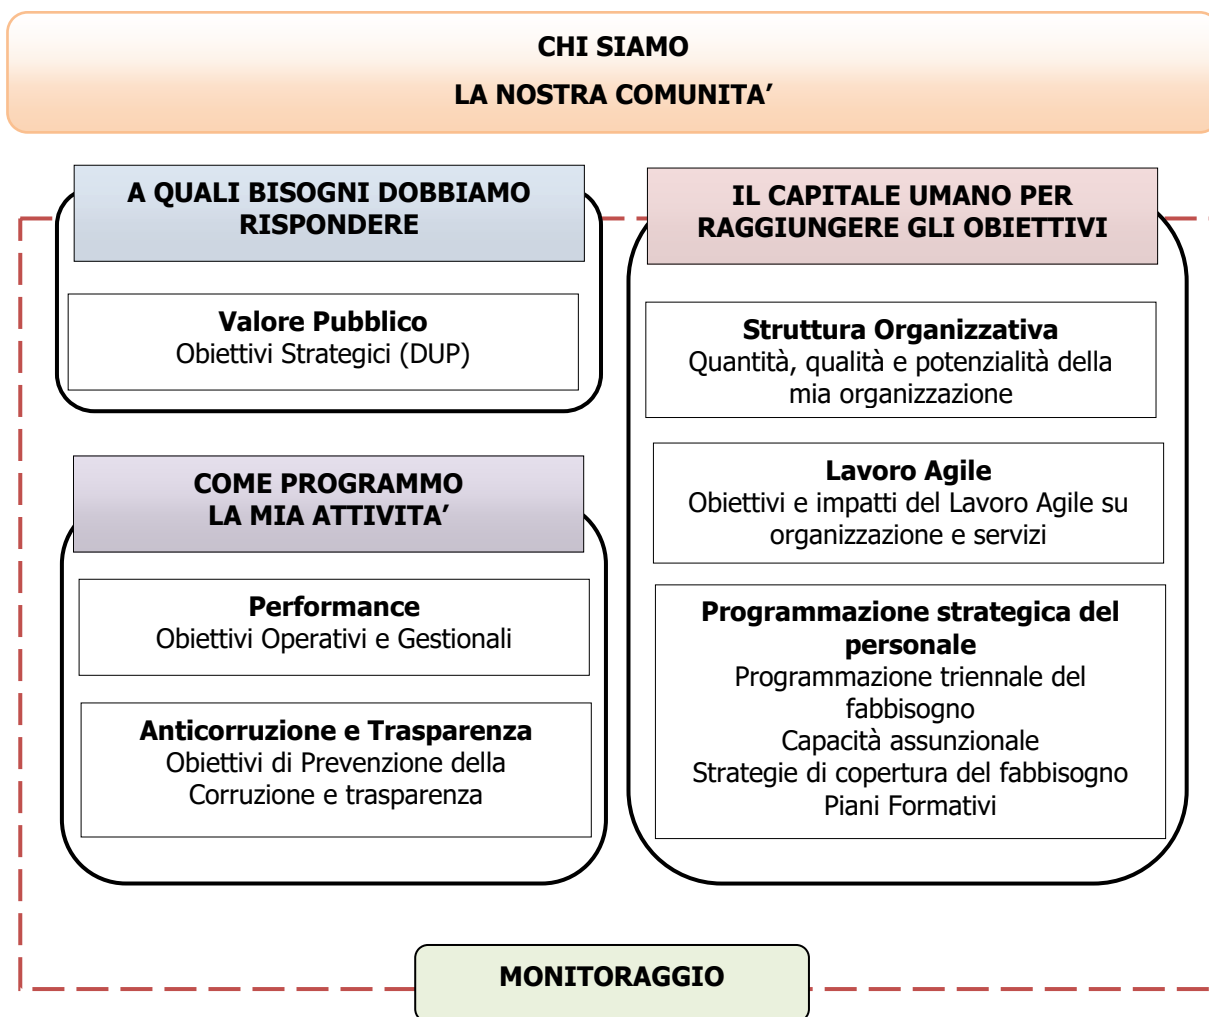 CHI SIAMO
LA NOSTRA COMUNITA’
A QUALI BISOGNI DOBBIAMO
RISPONDERE
Valore Pubblico
Obiettivi Strategici (DUP)
COME PROGRAMMO
LA MIA ATTIVITA’
Performance
Obiettivi Operativi e Gestionali
Anticorruzione e Trasparenza
Obiettivi di Prevenzione della
Corruzione e trasparenza
IL CAPITALE UMANO PER
RAGGIUNGERE GLI OBIETTIVI
Struttura Organizzativa
Quantità, qualità e potenzialità della
mia organizzazione
Lavoro Agile
Obiettivi e impatti del Lavoro Agile su
organizzazione e servizi
Programmazione strategica del
personale
Programmazione triennale del
fabbisogno
Capacità assunzionale
Strategie di copertura del fabbisogno
Piani Formativi
MONITORAGGIO